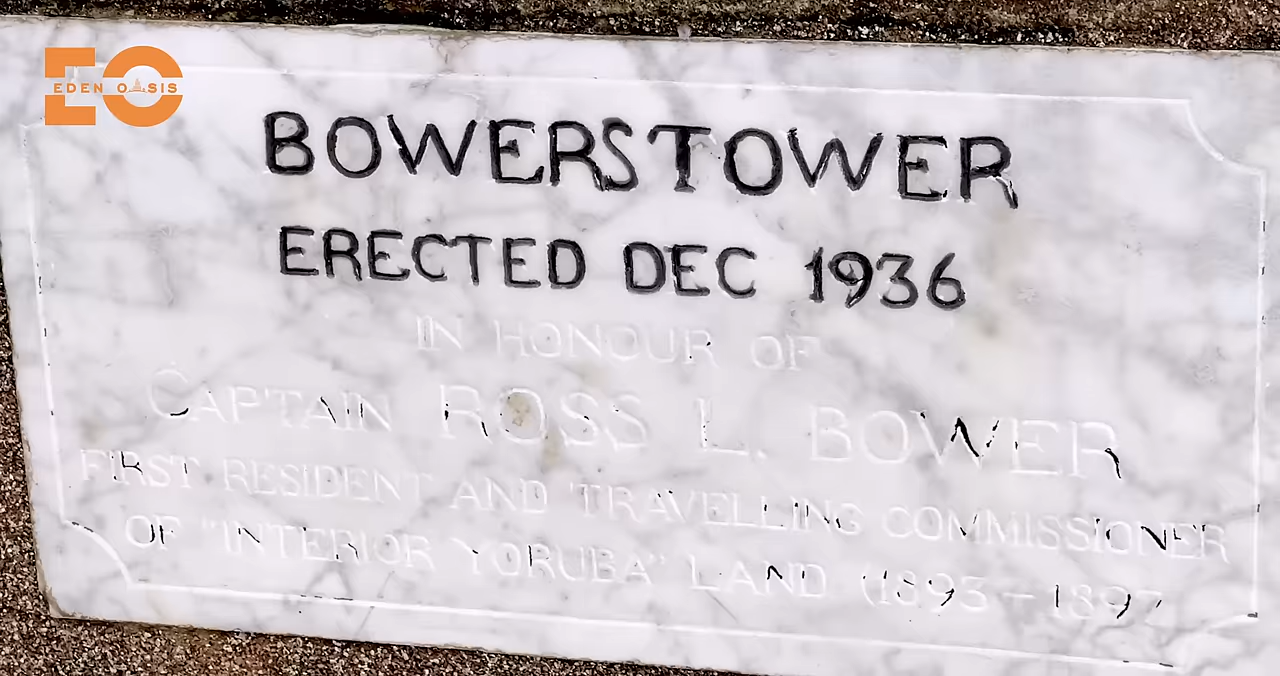 EO
EDEN OASIS
BOWERSTOWER
ERECTED DEC 1936
IN HONOUR OF
CAPTAIN ROSS L. BOWER
FIRST RESIDENT AND TRAVELLING COMMISSIONER
OF "INTERIOR YORUBA" LAND (1893 – 1897